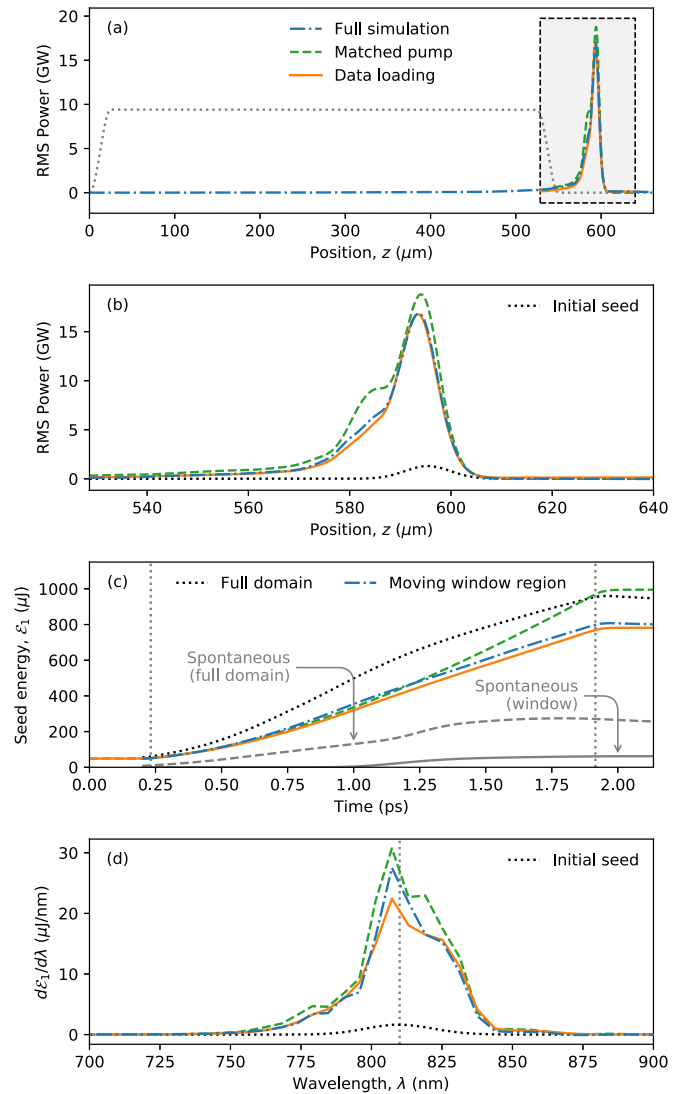 (a)
Full simulation
Matched pump
Data loading
RMS Power (GW)
20
15
10
5
0
0 100 200 300 400 500 600
Position, z (μm)
(b)
Initial seed
RMS Power (GW)
15
10
5
0
540 560 580 600 620 640
Position, z (μm)
(c)
Full domain
Moving window region
Seed energy, ℰ₁ (μJ)
1000
800
600
400
200
0
Spontaneous
(full domain)
Spontaneous
(window)
0.00 0.25 0.50 0.75 1.00 1.25 1.50 1.75 2.00
Time (ps)
(d)
Initial seed
dℰ₁/dλ (μJ/nm)
30
20
10
0
700 725 750 775 800 825 850 875 900
Wavelength, λ (nm)